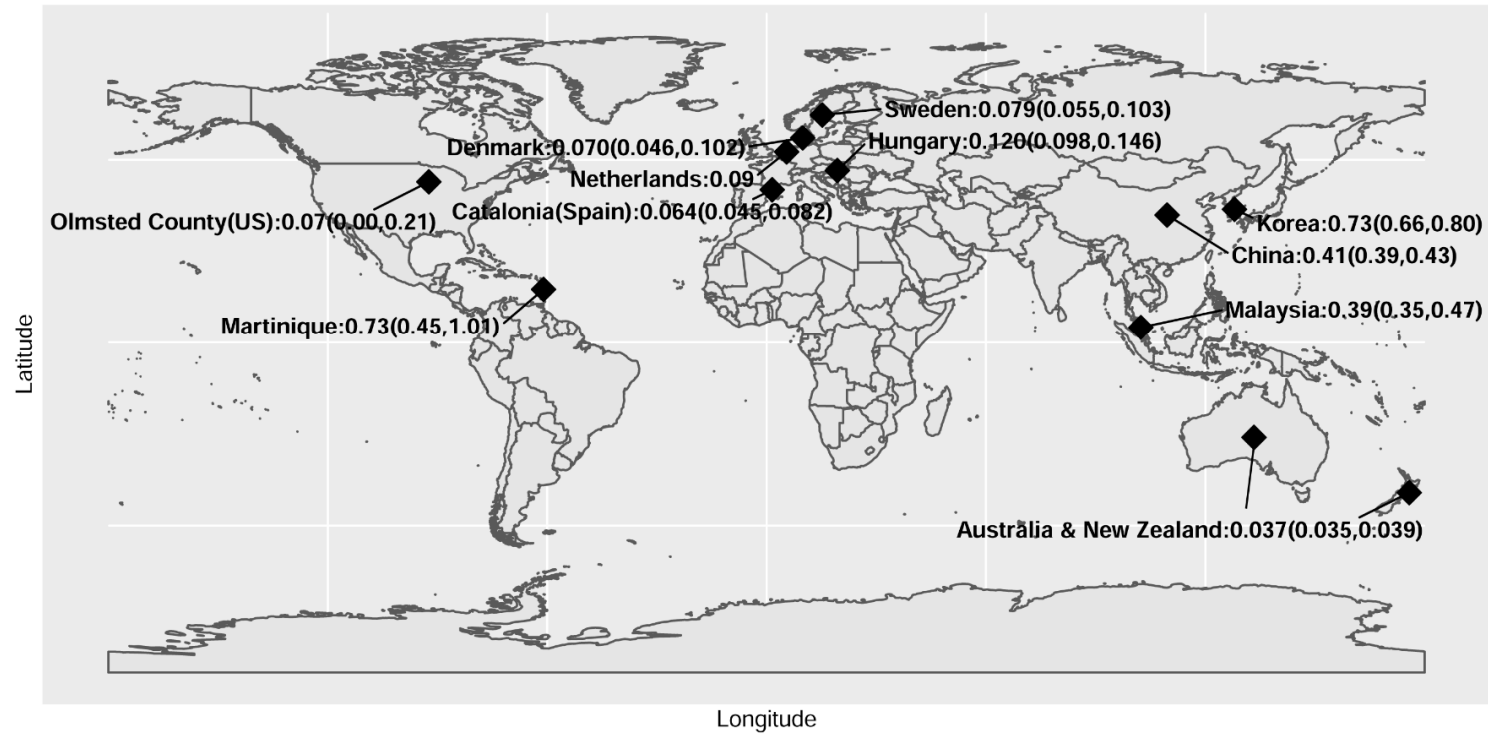 Sweden:0.079(0.055,0.103)
Denmark:0.070(0.046,0.102)
Hungary:0.120(0.098,0.146)
Netherlands:0.09
Catalonia(Spain):0.064(0.045,0.082)
Olmsted County(US):0.07(0.00,0.21)
Korea:0.73(0.66,0.80)
China:0.41(0.39,0.43)
Malaysia:0.39(0.35,0.47)
Martinique:0.73(0.45,1.01)
Latitude
Australia & New Zealand:0.037(0.035,0.039)
Longitude